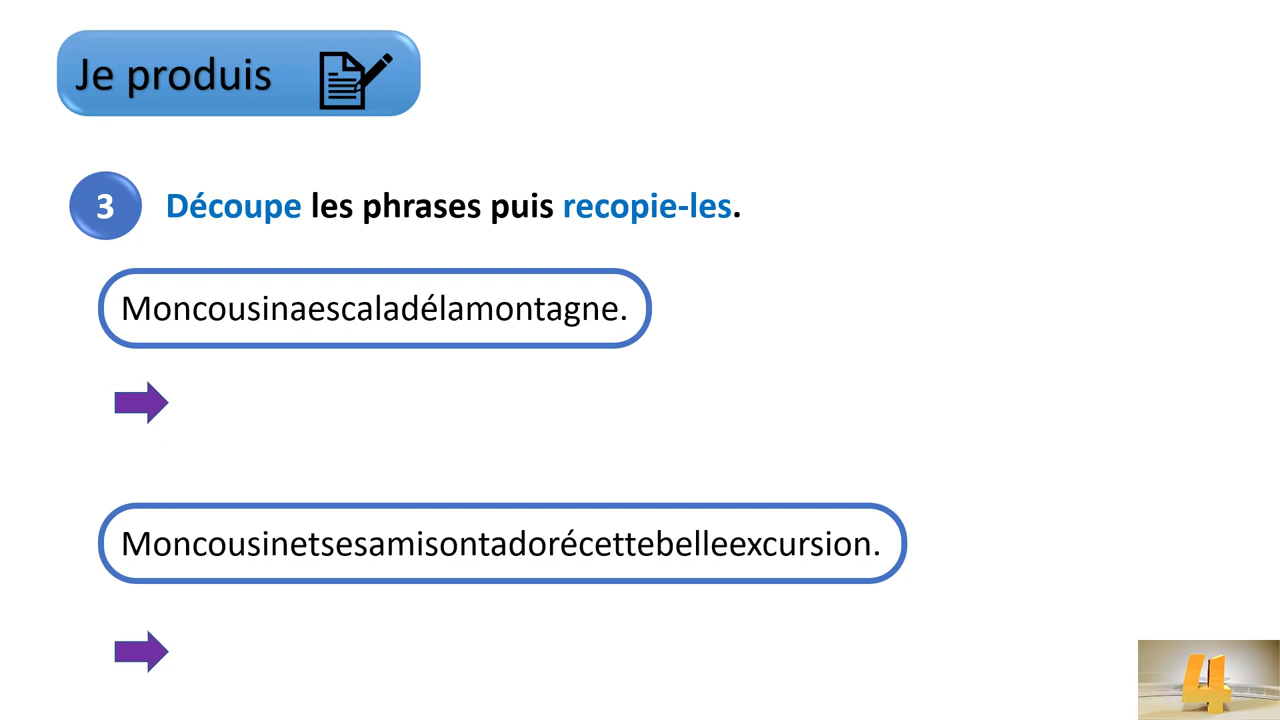 Je produis
3 Découpe les phrases puis recopie-les.
Moncousinaescaladélamontagne.
Moncousinetsesamisontadorécettebelleexcursion.
4